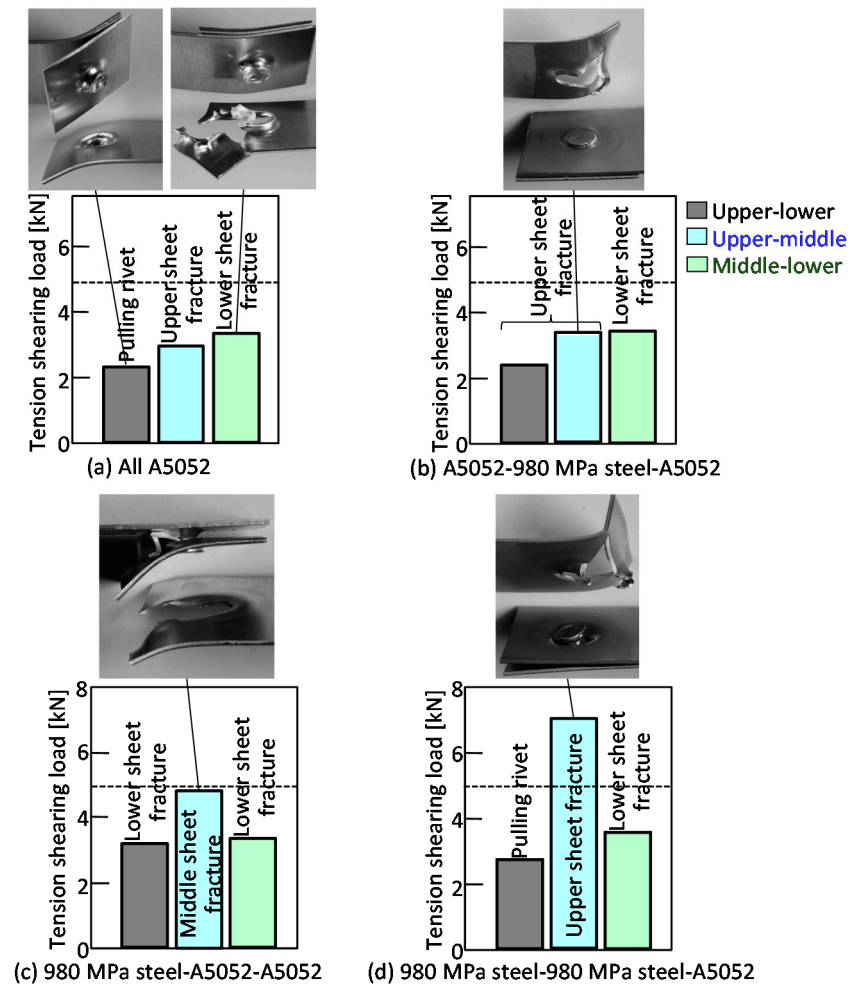 Tension shearing load [kN]
6
4
2
0
Pulling rivet
Upper sheet
fracture
Lower sheet
fracture
(a) All A5052
Tension shearing load [kN]
6
4
2
0
Upper sheet
fracture
Lower sheet
fracture
(b) A5052-980 MPa steel-A5052
Upper-lower
Upper-middle
Middle-lower
Tension shearing load [kN]
8
6
4
2
0
Lower sheet
fracture
Middle sheet
fracture
Lower sheet
fracture
(c) 980 MPa steel-A5052-A5052
Tension shearing load [kN]
8
6
4
2
0
Pulling rivet
Upper sheet fracture
Lower sheet
fracture
(d) 980 MPa steel-980 MPa steel-A5052